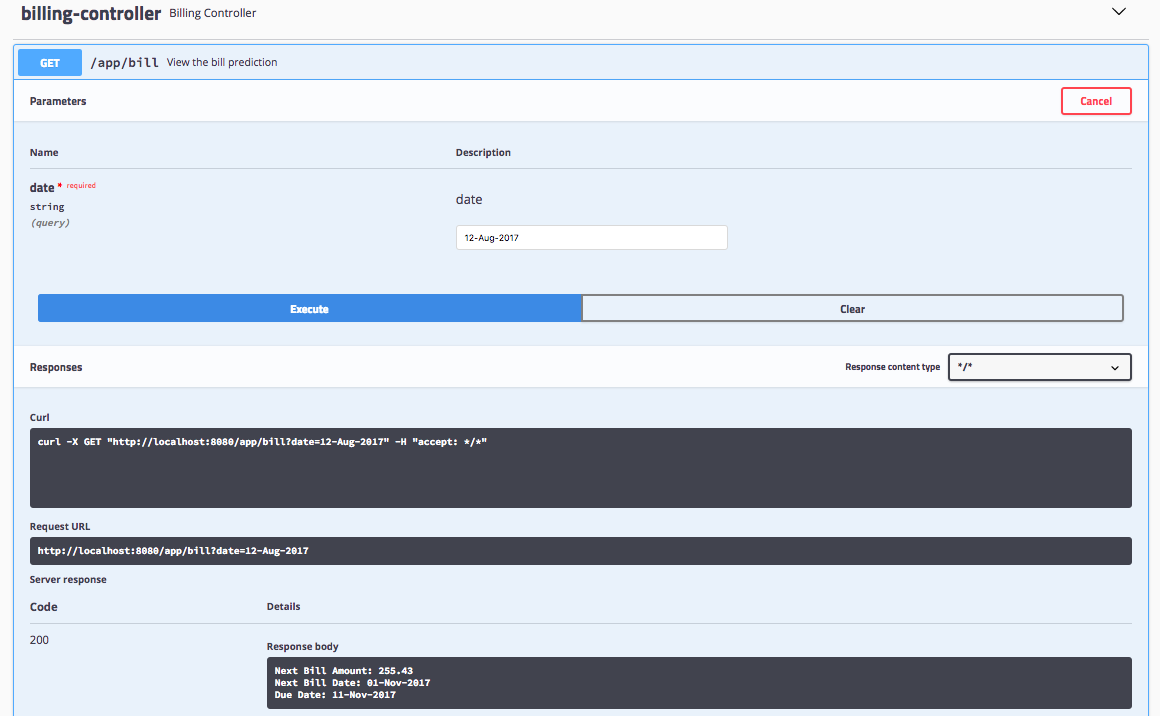 billing-controller Billing Controller
GET /app/bill View the bill prediction
Parameters Cancel
Name Description
date * required date
string
(query)
12-Aug-2017
Execute Clear
Responses Response content type */*
Curl
curl -X GET "http://localhost:8080/app/bill?date=12-Aug-2017" -H "accept: */*"
Request URL
http://localhost:8080/app/bill?date=12-Aug-2017
Server response
Code Details
200
Response body
Next Bill Amount: 255.43
Next Bill Date: 01-Nov-2017
Due Date: 11-Nov-2017